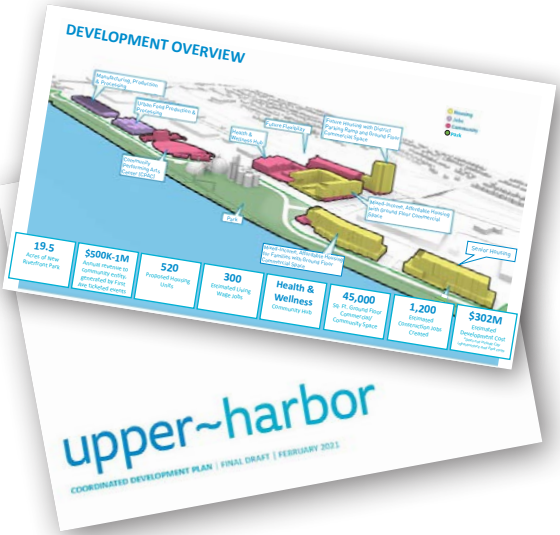 DEVELOPMENT OVERVIEW
Manufacturing, Production
& Processing
Urban Food Production &
Processing
Community
Performing Arts
Center (CPAC)
Health &
Wellness Hub
Future Flexibility
Future Housing with District
Parking Ramp and Ground Floor
Commercial Space
Housing
Jobs
Community
Park
Park
Mixed-Income, Affordable Housing
with Ground Floor Commercial
Space
Mixed-Income, Affordable Housing
for Families with Ground Floor
Commercial Space
Senior Housing
19.5
Acres of New
Riverfront Park
$500K-1M
Annual revenue to
community entity,
generated by First
Ave ticketed events
520
Proposed Housing
Units
300
Estimated Living
Wage Jobs
Health &
Wellness
Community Hub
45,000
Sq. Ft. Ground Floor
Commercial/
Community Space
1,200
Estimated
Construction Jobs
Created
$302M
Estimated
Development Cost
upper~harbor
COORDINATED DEVELOPMENT PLAN | FINAL DRAFT | FEBRUARY 2021